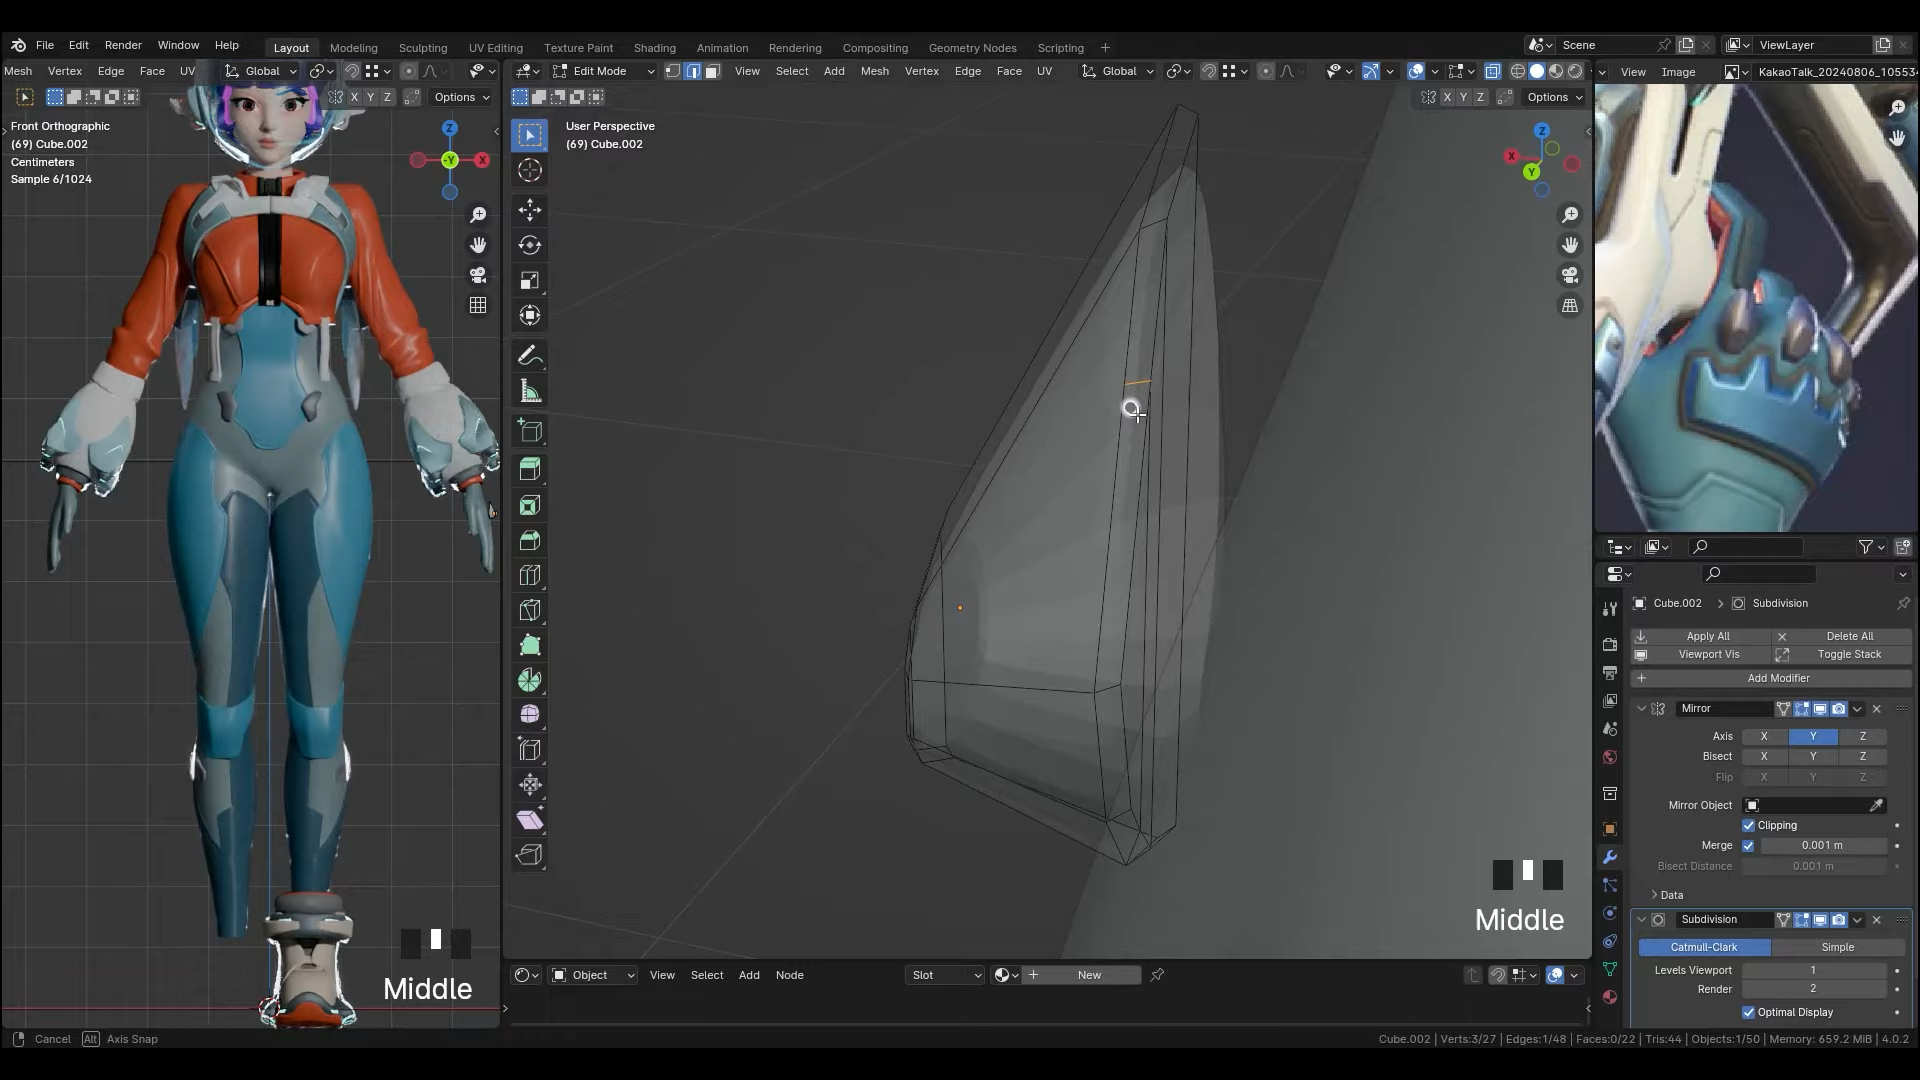 File Edit Render Window Help Layout Modeling Sculpting UV Editing Texture Paint Shading Animation Rendering Compositing Geometry Nodes Scripting + Scene ViewLayer
Mesh Vertex Edge Face UV Global
Edit Mode View Select Add Mesh Vertex Edge Face UV Global
View Image KakaoTalk_20240806_10553
X Y Z Options
X Y Z Options
Front Orthographic
(69) Cube.002
Centimeters
Sample 6/1024
User Perspective
(69) Cube.002
Z
-Y X
Z
X
Y
Cube.002 > Subdivision
Apply All Delete All
Viewport Vis Toggle Stack
+ Add Modifier
Mirror
Axis X Y Z
Bisect X Y Z
Flip X Y Z
Mirror Object
Clipping
Merge 0.001 m
Bisect Distance 0.001 m
> Data
Subdivision
Catmull-Clark Simple
Levels Viewport 1
Render 2
Optimal Display
Middle
Middle
Object View Select Add Node Slot + New
Cancel Alt Axis Snap
Cube.002 | Verts:3/27 | Edges:1/48 | Faces:0/22 | Tris:44 | Objects:1/50 | Memory: 659.2 MiB | 4.0.2